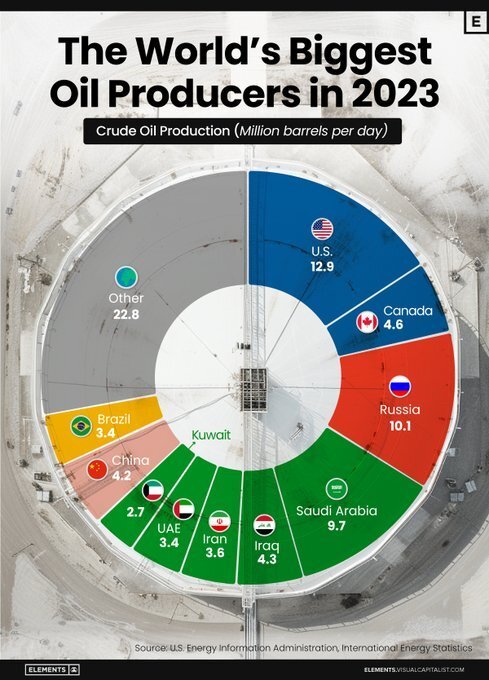 E
The World's Biggest
Oil Producers in 2023
Crude Oil Production (Million barrels per day)
U.S.
12.9
Canada
4.6
Russia
10.1
Saudi Arabia
9.7
Iraq
4.3
Iran
3.6
UAE
3.4
Kuwait
2.7
China
4.2
Brazil
3.4
Other
22.8
Source: U.S. Energy Information Administration, International Energy Statistics
ELEMENTS
ELEMENTS.VISUALCAPITALIST.COM